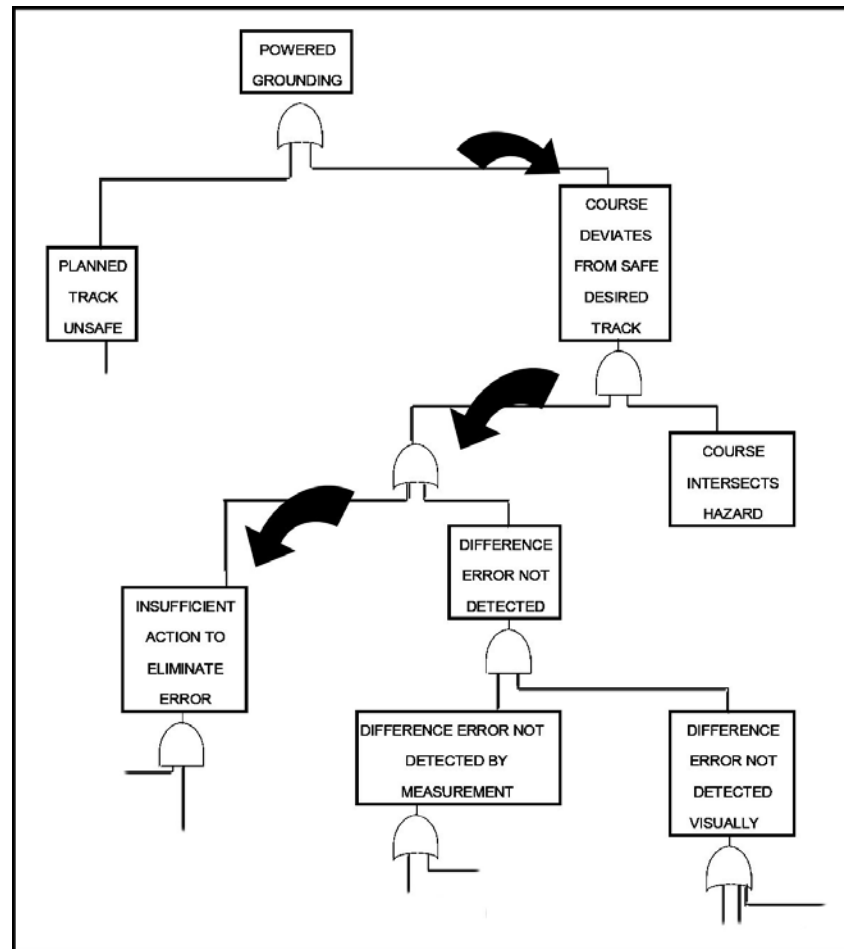 POWERED
GROUNDING
COURSE
DEVIATES
FROM SAFE
DESIRED
TRACK
PLANNED
TRACK
UNSAFE
COURSE
INTERSECTS
HAZARD
DIFFERENCE
ERROR NOT
DETECTED
INSUFFICIENT
ACTION TO
ELIMINATE
ERROR
DIFFERENCE ERROR NOT
DETECTED BY
MEASUREMENT
DIFFERENCE
ERROR NOT
DETECTED
VISUALLY